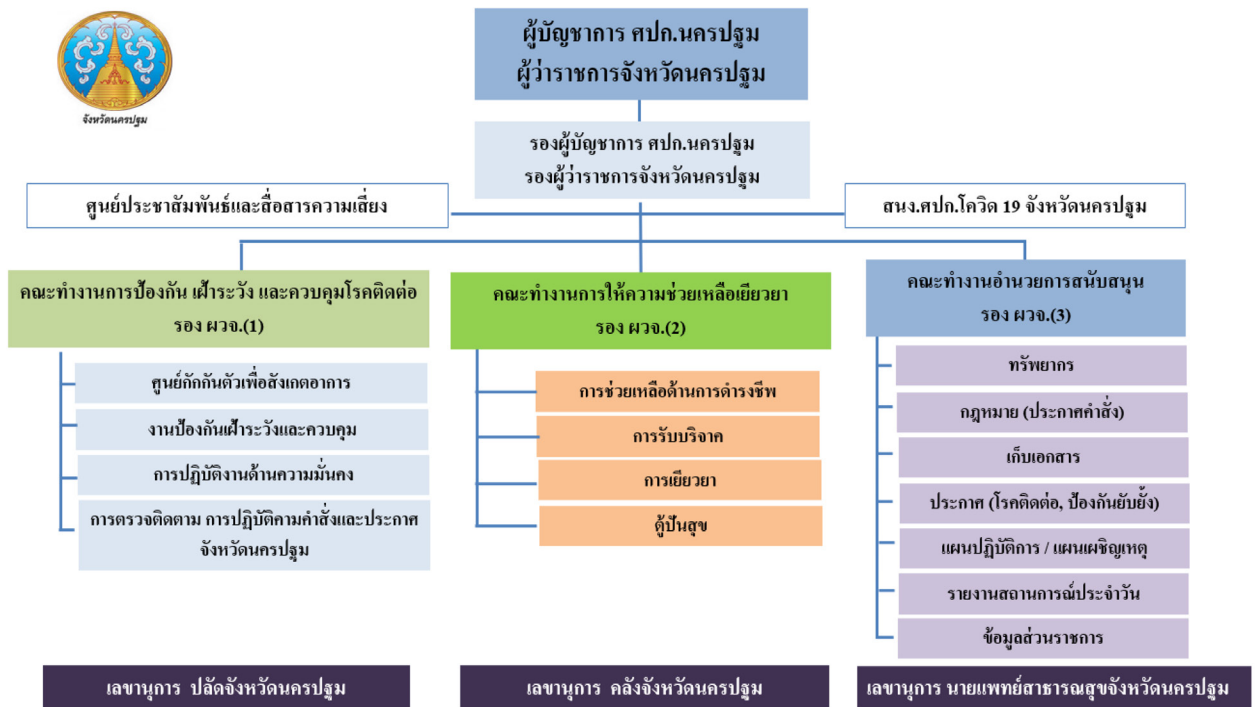 จังหวัดนครปฐม
ผู้บัญชาการ ศปก.นครปฐม
ผู้ว่าราชการจังหวัดนครปฐม
รองผู้บัญชาการ ศปก.นครปฐม
รองผู้ว่าราชการจังหวัดนครปฐม
ศูนย์ประชาสัมพันธ์และสื่อสารความเสี่ยง
สนง.ศปก.โควิด 19 จังหวัดนครปฐม
คณะทำงานการป้องกัน เฝ้าระวัง และควบคุมโรคติดต่อ
รอง ผวจ.(1)
ศูนย์กักกันตัวเพื่อสังเกตอาการ
งานป้องกันเฝ้าระวังและควบคุม
การปฏิบัติงานด้านความมั่นคง
การตรวจติดตาม การปฏิบัติตามคำสั่งและประกาศ
จังหวัดนครปฐม
คณะทำงานการให้ความช่วยเหลือเยียวยา
รอง ผวจ.(2)
การช่วยเหลือด้านการดำรงชีพ
การรับบริจาค
การเยียวยา
ตู้ปันสุข
คณะทำงานอำนวยการสนับสนุน
รอง ผวจ.(3)
ทรัพยากร
กฎหมาย (ประกาศคำสั่ง)
เก็บเอกสาร
ประกาศ (โรคติดต่อ, ป้องกันยับยั้ง)
แผนปฏิบัติการ / แผนเผชิญเหตุ
รายงานสถานการณ์ประจำวัน
ข้อมูลส่วนราชการ
เลขานุการ ปลัดจังหวัดนครปฐม
เลขานุการ คลังจังหวัดนครปฐม
เลขานุการ นายแพทย์สาธารณสุขจังหวัดนครปฐม